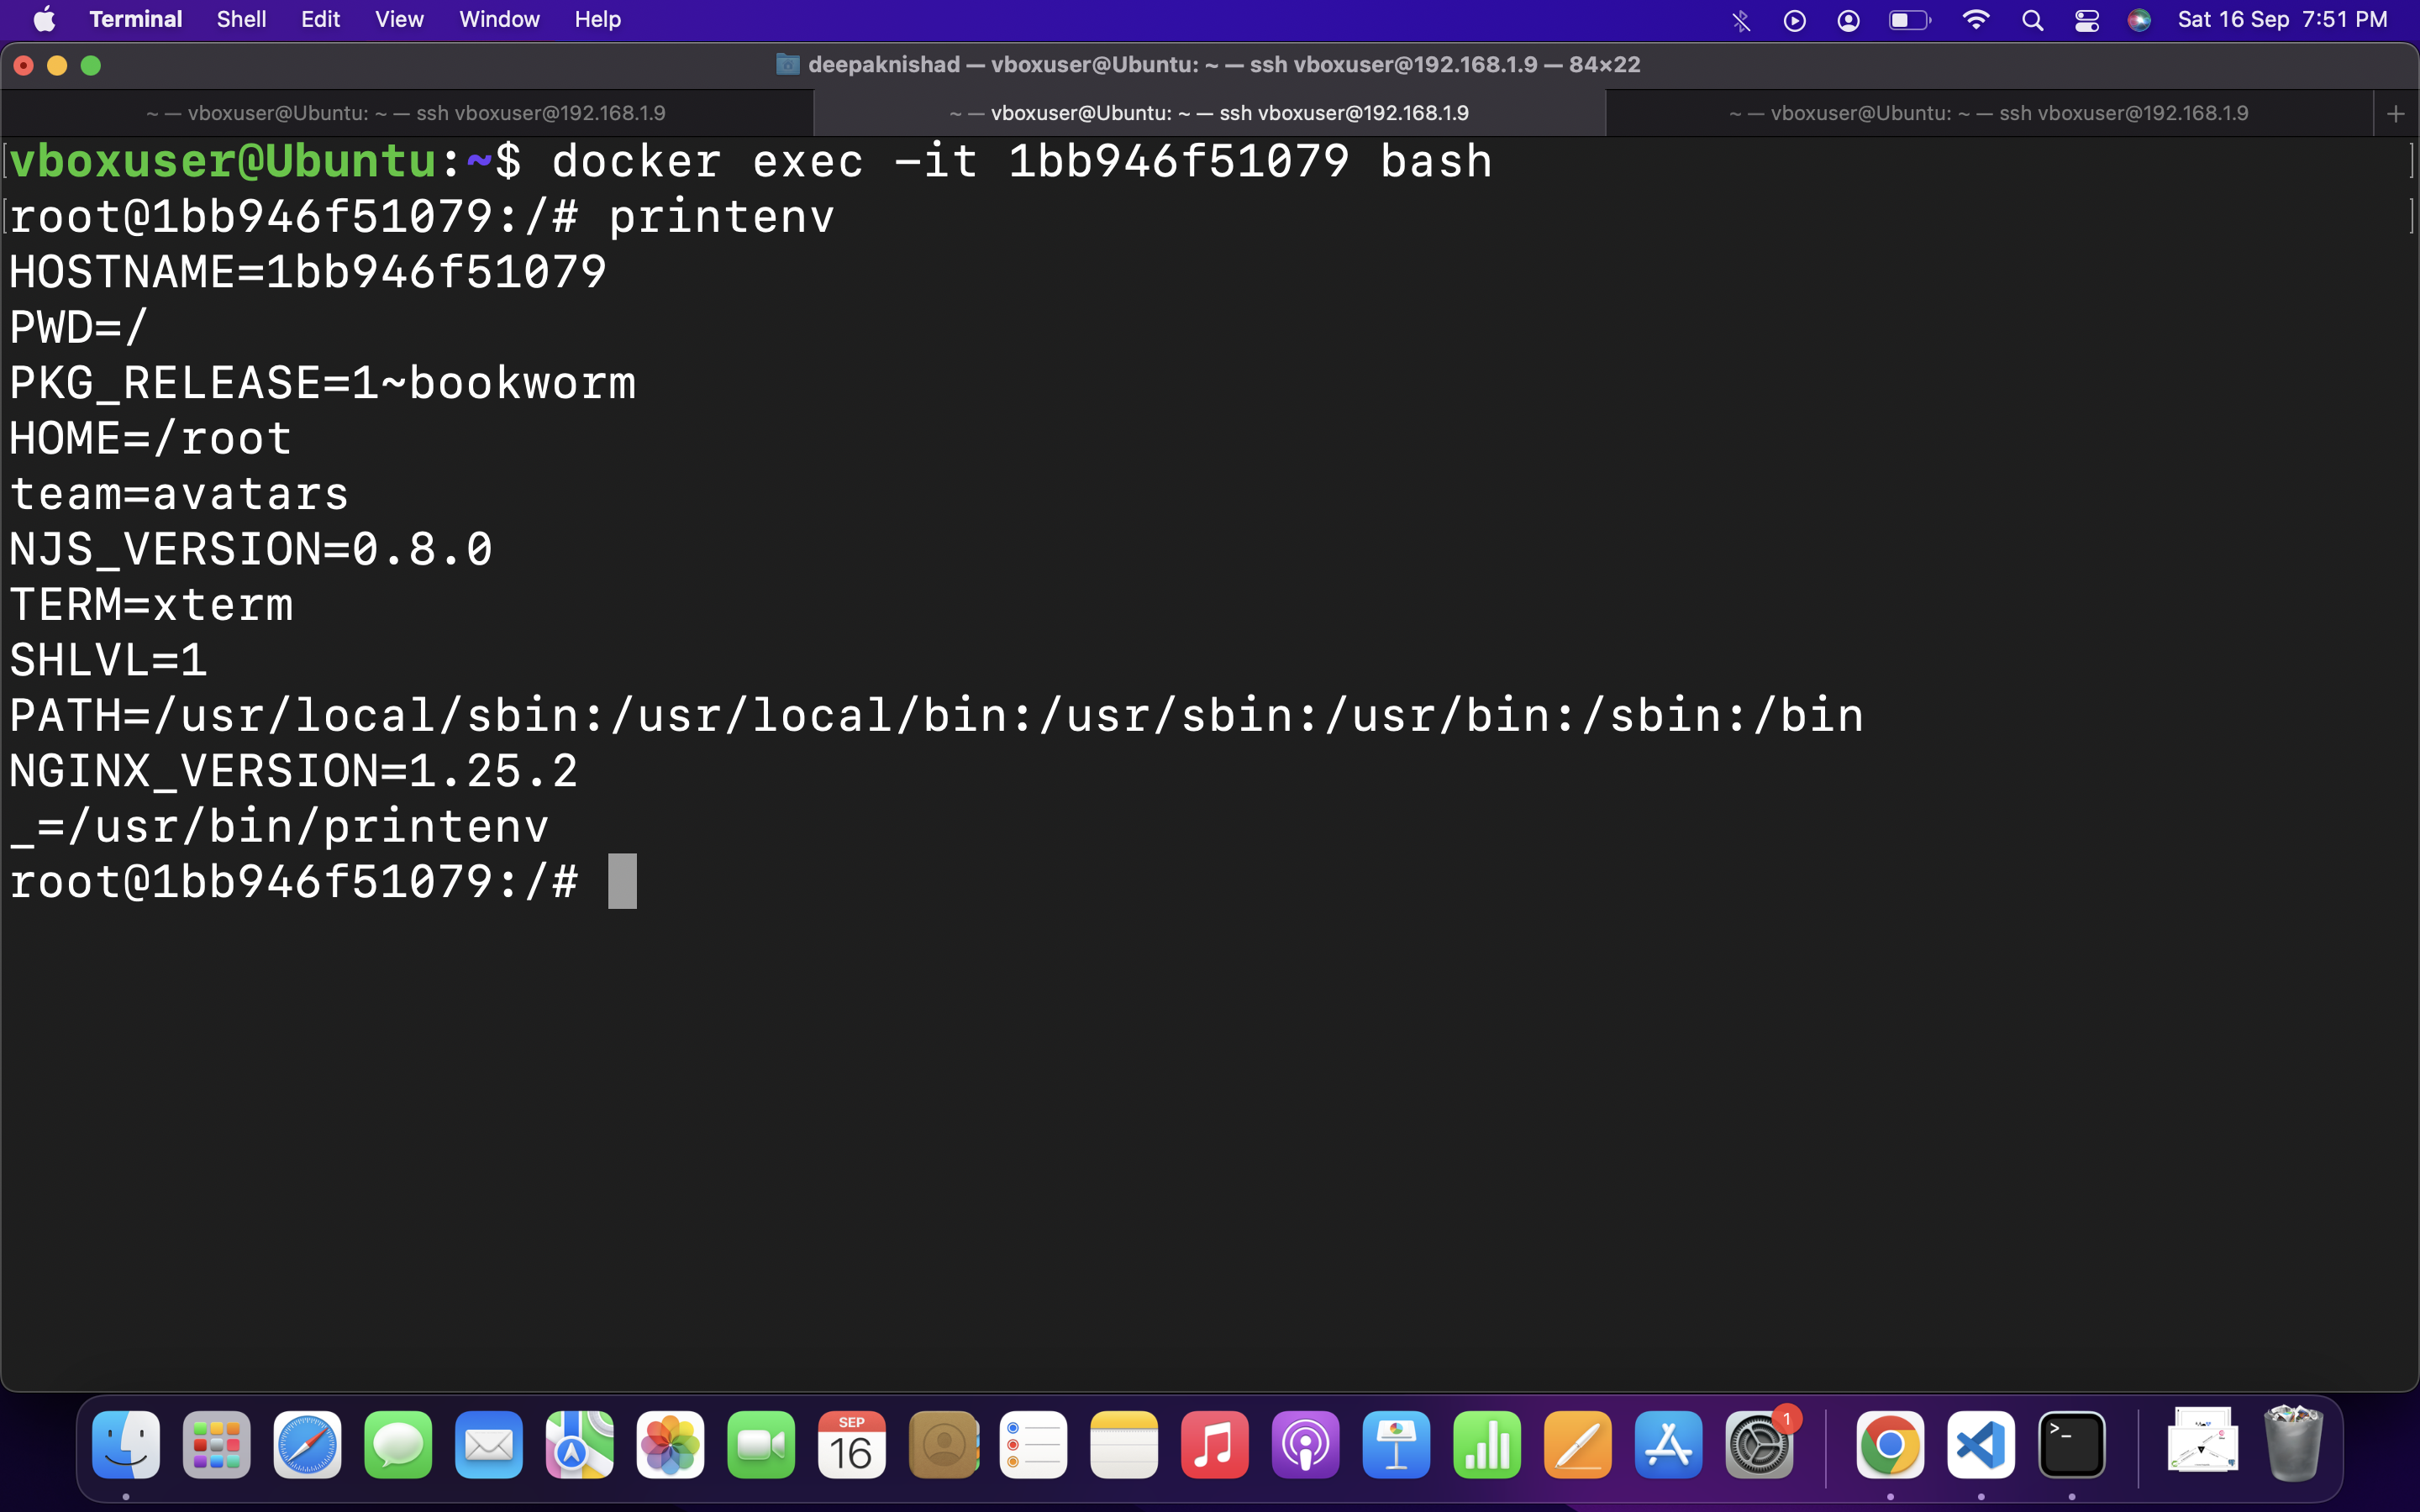 Terminal Shell Edit View Window Help Sat 16 Sep 7:51 PM
deepaknishad — vboxuser@Ubuntu: ~ — ssh vboxuser@192.168.1.9 — 84×22
~ — vboxuser@Ubuntu: ~ — ssh vboxuser@192.168.1.9 ~ — vboxuser@Ubuntu: ~ — ssh vboxuser@192.168.1.9 ~ — vboxuser@Ubuntu: ~ — ssh vboxuser@192.168.1.9 +
[vboxuser@Ubuntu:~$ docker exec -it 1bb946f51079 bash ]
[root@1bb946f51079:/# printenv ]
HOSTNAME=1bb946f51079
PWD=/
PKG_RELEASE=1~bookworm
HOME=/root
team=avatars
NJS_VERSION=0.8.0
TERM=xterm
SHLVL=1
PATH=/usr/local/sbin:/usr/local/bin:/usr/sbin:/usr/bin:/sbin:/bin
NGINX_VERSION=1.25.2
_=/usr/bin/printenv
root@1bb946f51079:/#
SEP
16
1
>_